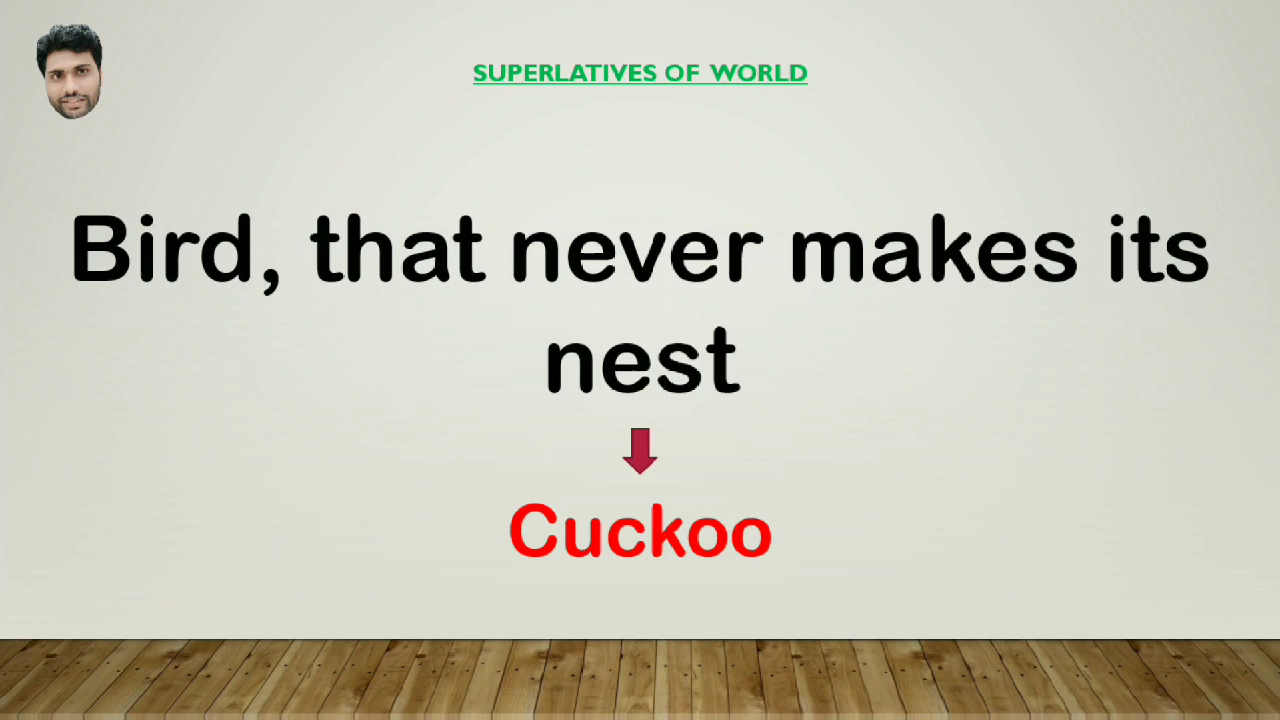 SUPERLATIVES OF WORLD
Bird, that never makes its
nest
Cuckoo